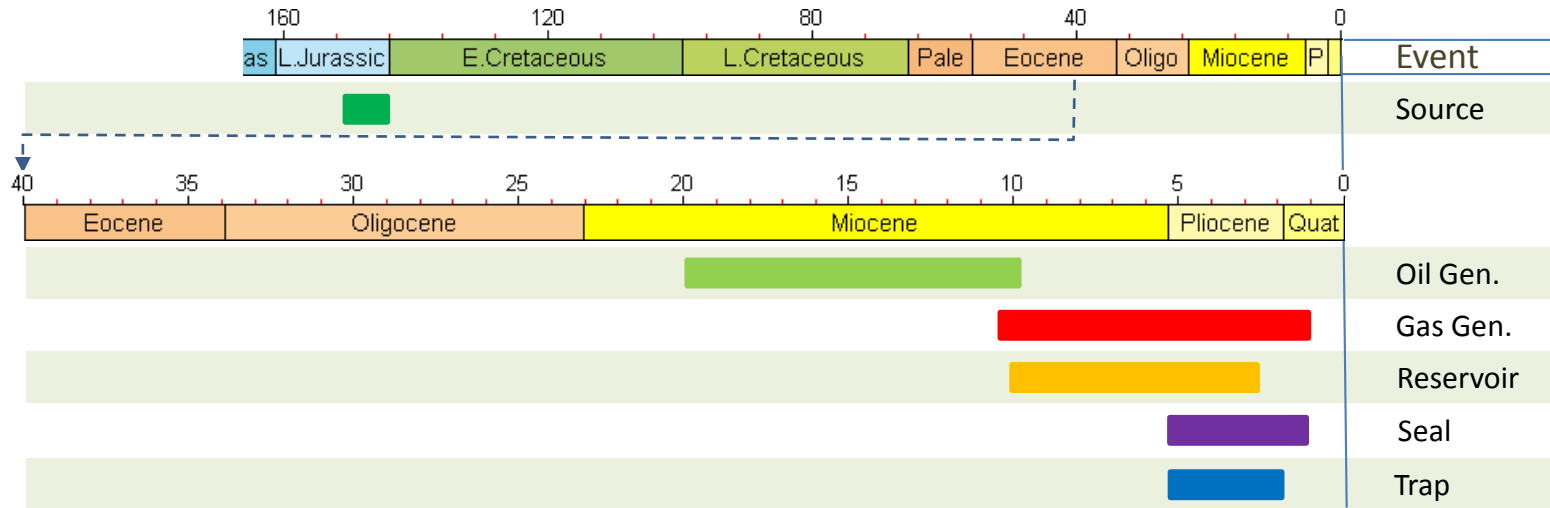 160 120 80 40 0
as L.Jurassic E.Cretaceous L.Cretaceous Pale Eocene Oligo Miocene P Event
Source
40 35 30 25 20 15 10 5 0
Eocene Oligocene Miocene Pliocene Quat
Oil Gen.
Gas Gen.
Reservoir
Seal
Trap